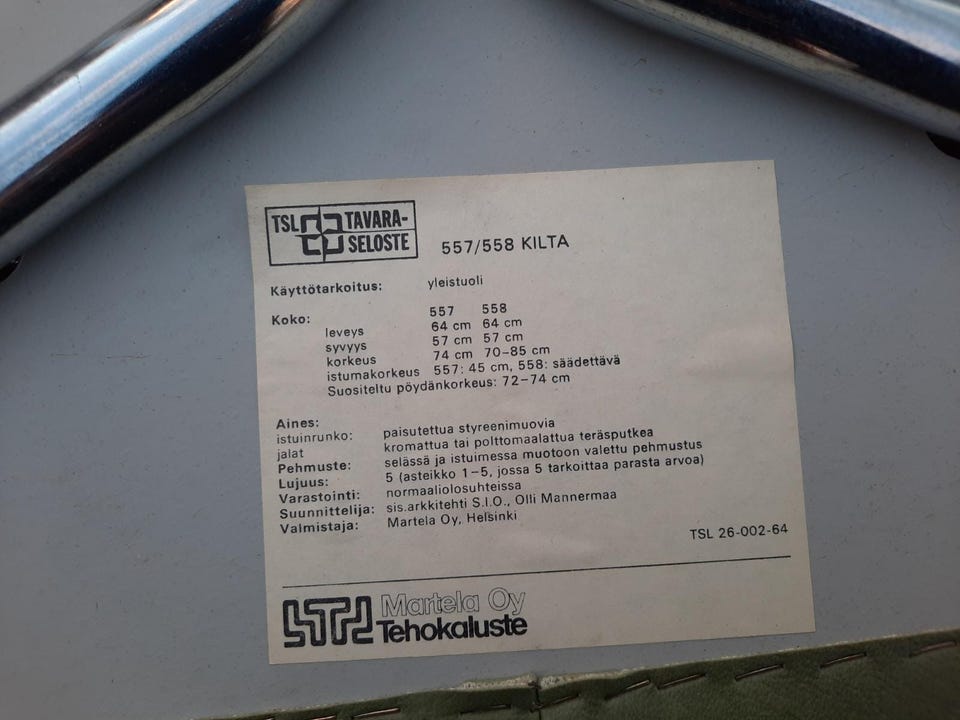 TSL TAVARA-
SELOSTE
557/558 KILTA
Käyttötarkoitus: yleistuoli
Koko: 557 558
leveys 64 cm 64 cm
syvyys 57 cm 57 cm
korkeus 74 cm 70-85 cm
istumakorkeus 557: 45 cm, 558: säädettävä
Suositeltu pöydänkorkeus: 72-74 cm
Aines:
istuinrunko: paisutettua styreenimuovia
jalat kromattua tai polttomaalattua teräsputkea
Pehmuste: selässä ja istuimessa muotoon valettu pehmustus
Lujuus: 5 (asteikko 1-5, jossa 5 tarkoittaa parasta arvoa)
Varastointi: normaaliolosuhteissa
Suunnittelija: sis.arkkitehti S.I.O., Olli Mannermaa
Valmistaja: Martela Oy, Helsinki
TSL 26-002-64
Martela Oy
Tehokaluste